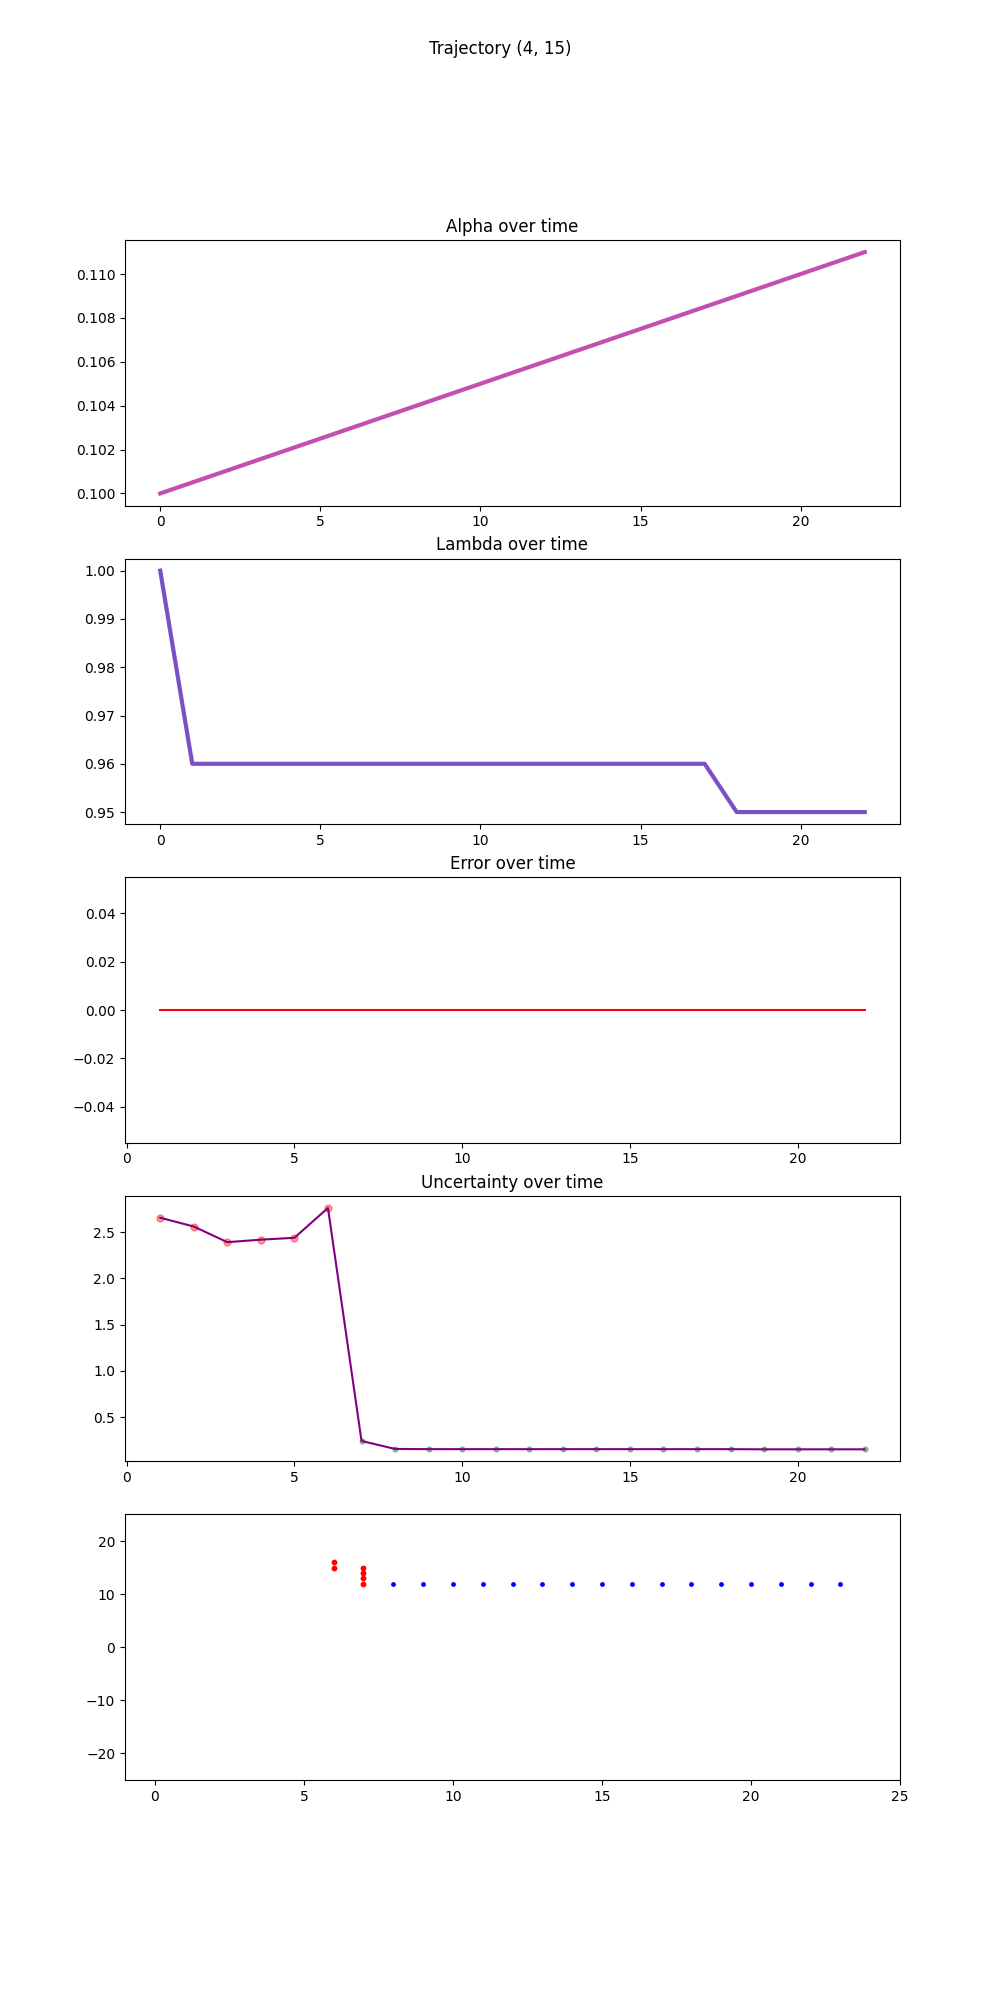 Trajectory (4, 15)
Alpha over time
0.110
0.108
0.106
0.104
0.102
0.100
0 5 10 15 20
Lambda over time
1.00
0.99
0.98
0.97
0.96
0.95
0 5 10 15 20
Error over time
0.04
0.02
0.00
−0.02
−0.04
0 5 10 15 20
Uncertainty over time
2.5
2.0
1.5
1.0
0.5
0 5 10 15 20
20
10
0
−10
−20
0 5 10 15 20 25